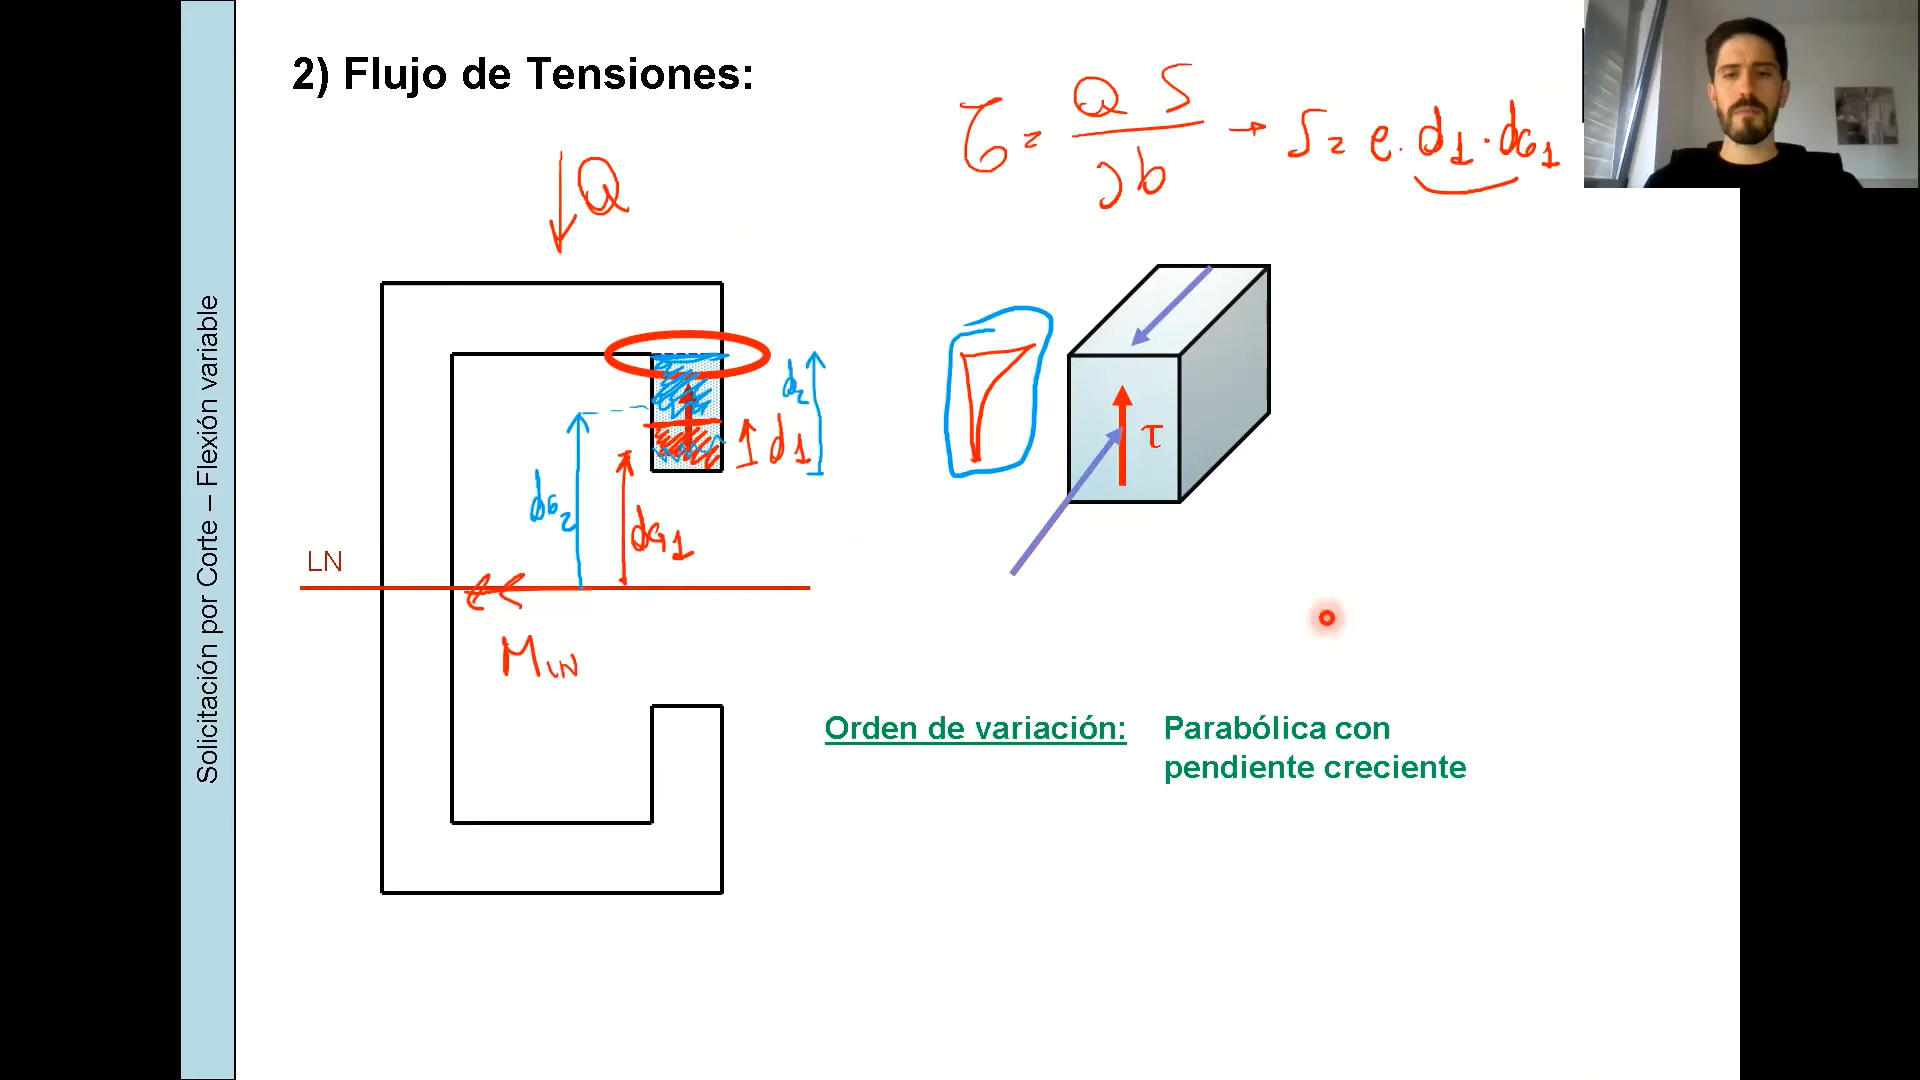 2) Flujo de Tensiones:
τ = Q S / J b → S = e · d1 · dG1
Q
d2
d1
dG2
dG1
τ
LN
MLN
Orden de variación: Parabólica con
pendiente creciente
Solicitación por Corte – Flexión variable